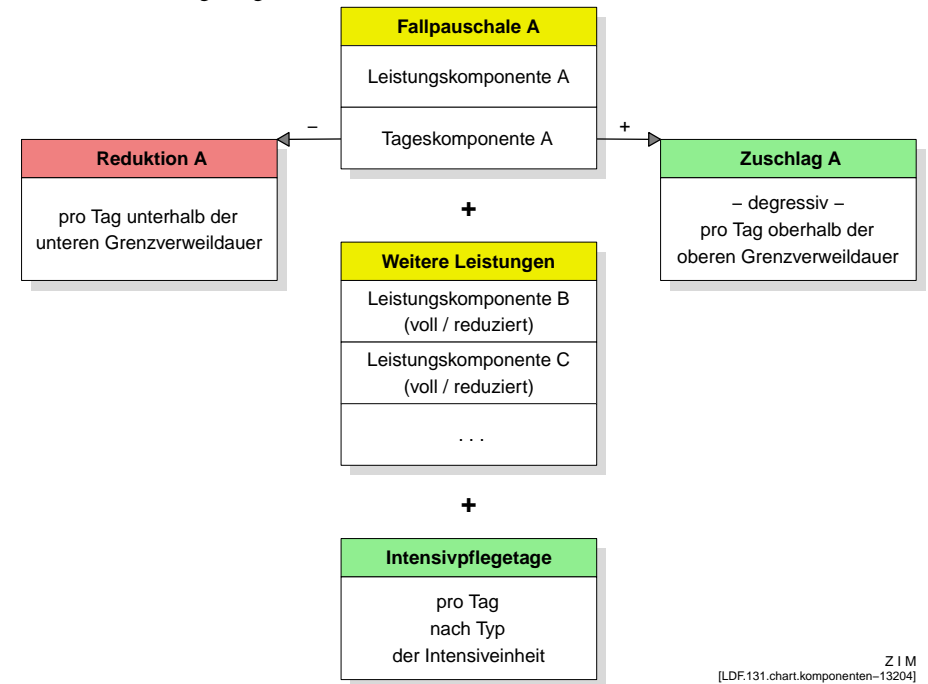 Fallpauschale A
Leistungskomponente A
Tageskomponente A
–
+
Reduktion A
pro Tag unterhalb der
unteren Grenzverweildauer
Zuschlag A
– degressiv –
pro Tag oberhalb der
oberen Grenzverweildauer
+
Weitere Leistungen
Leistungskomponente B
(voll / reduziert)
Leistungskomponente C
(voll / reduziert)
. . .
+
Intensivpflegetage
pro Tag
nach Typ
der Intensiveinheit
Z I M
[LDF.131.chart.komponenten–13204]